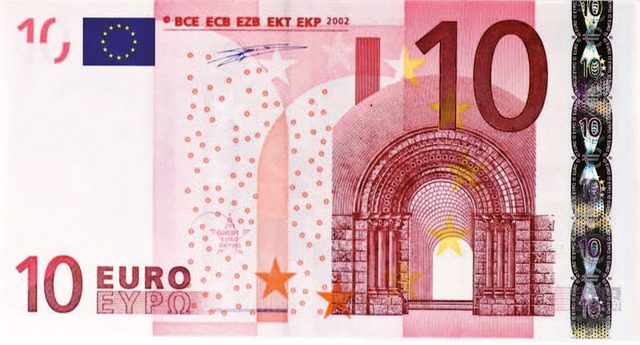 10
© BCE ECB EZB EKT EKP 2002
10
10 EURO
ΕΥΡΩ